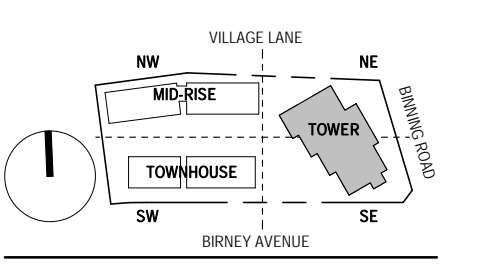 VILLAGE LANE
NW
NE
MID-RISE
BINNING ROAD
TOWER
TOWNHOUSE
SW
SE
BIRNEY AVENUE